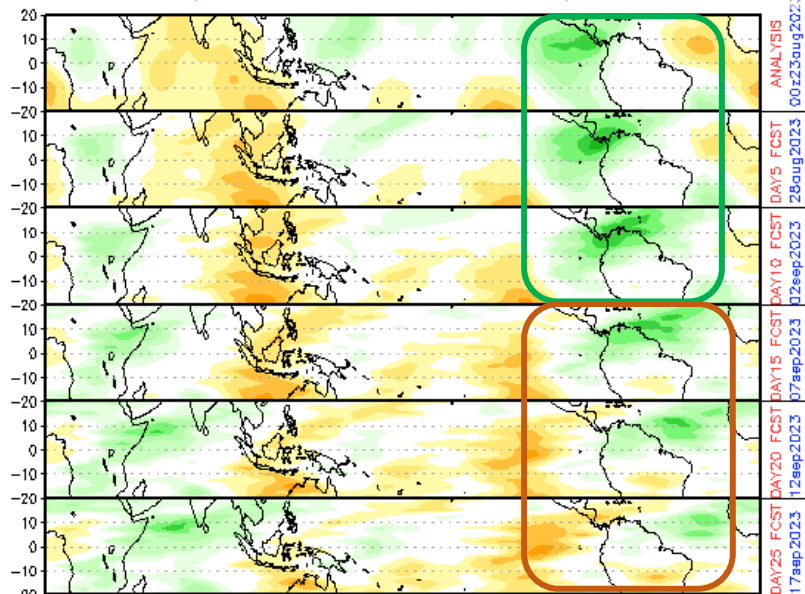 20
10
0
-10
-20
ANALYSIS
00z23aug2023
10
0
-10
-20
DAY5 FCST
28aug2023
10
0
-10
-20
DAY10 FCST
02sep2023
10
0
-10
-20
DAY15 FCST
07sep2023
10
0
-10
-20
DAY20 FCST
12sep2023
10
0
-10
DAY25 FCST
17sep2023